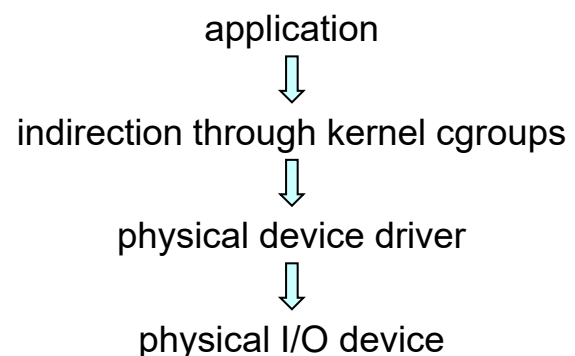 application
indirection through kernel cgroups
physical device driver
physical I/O device